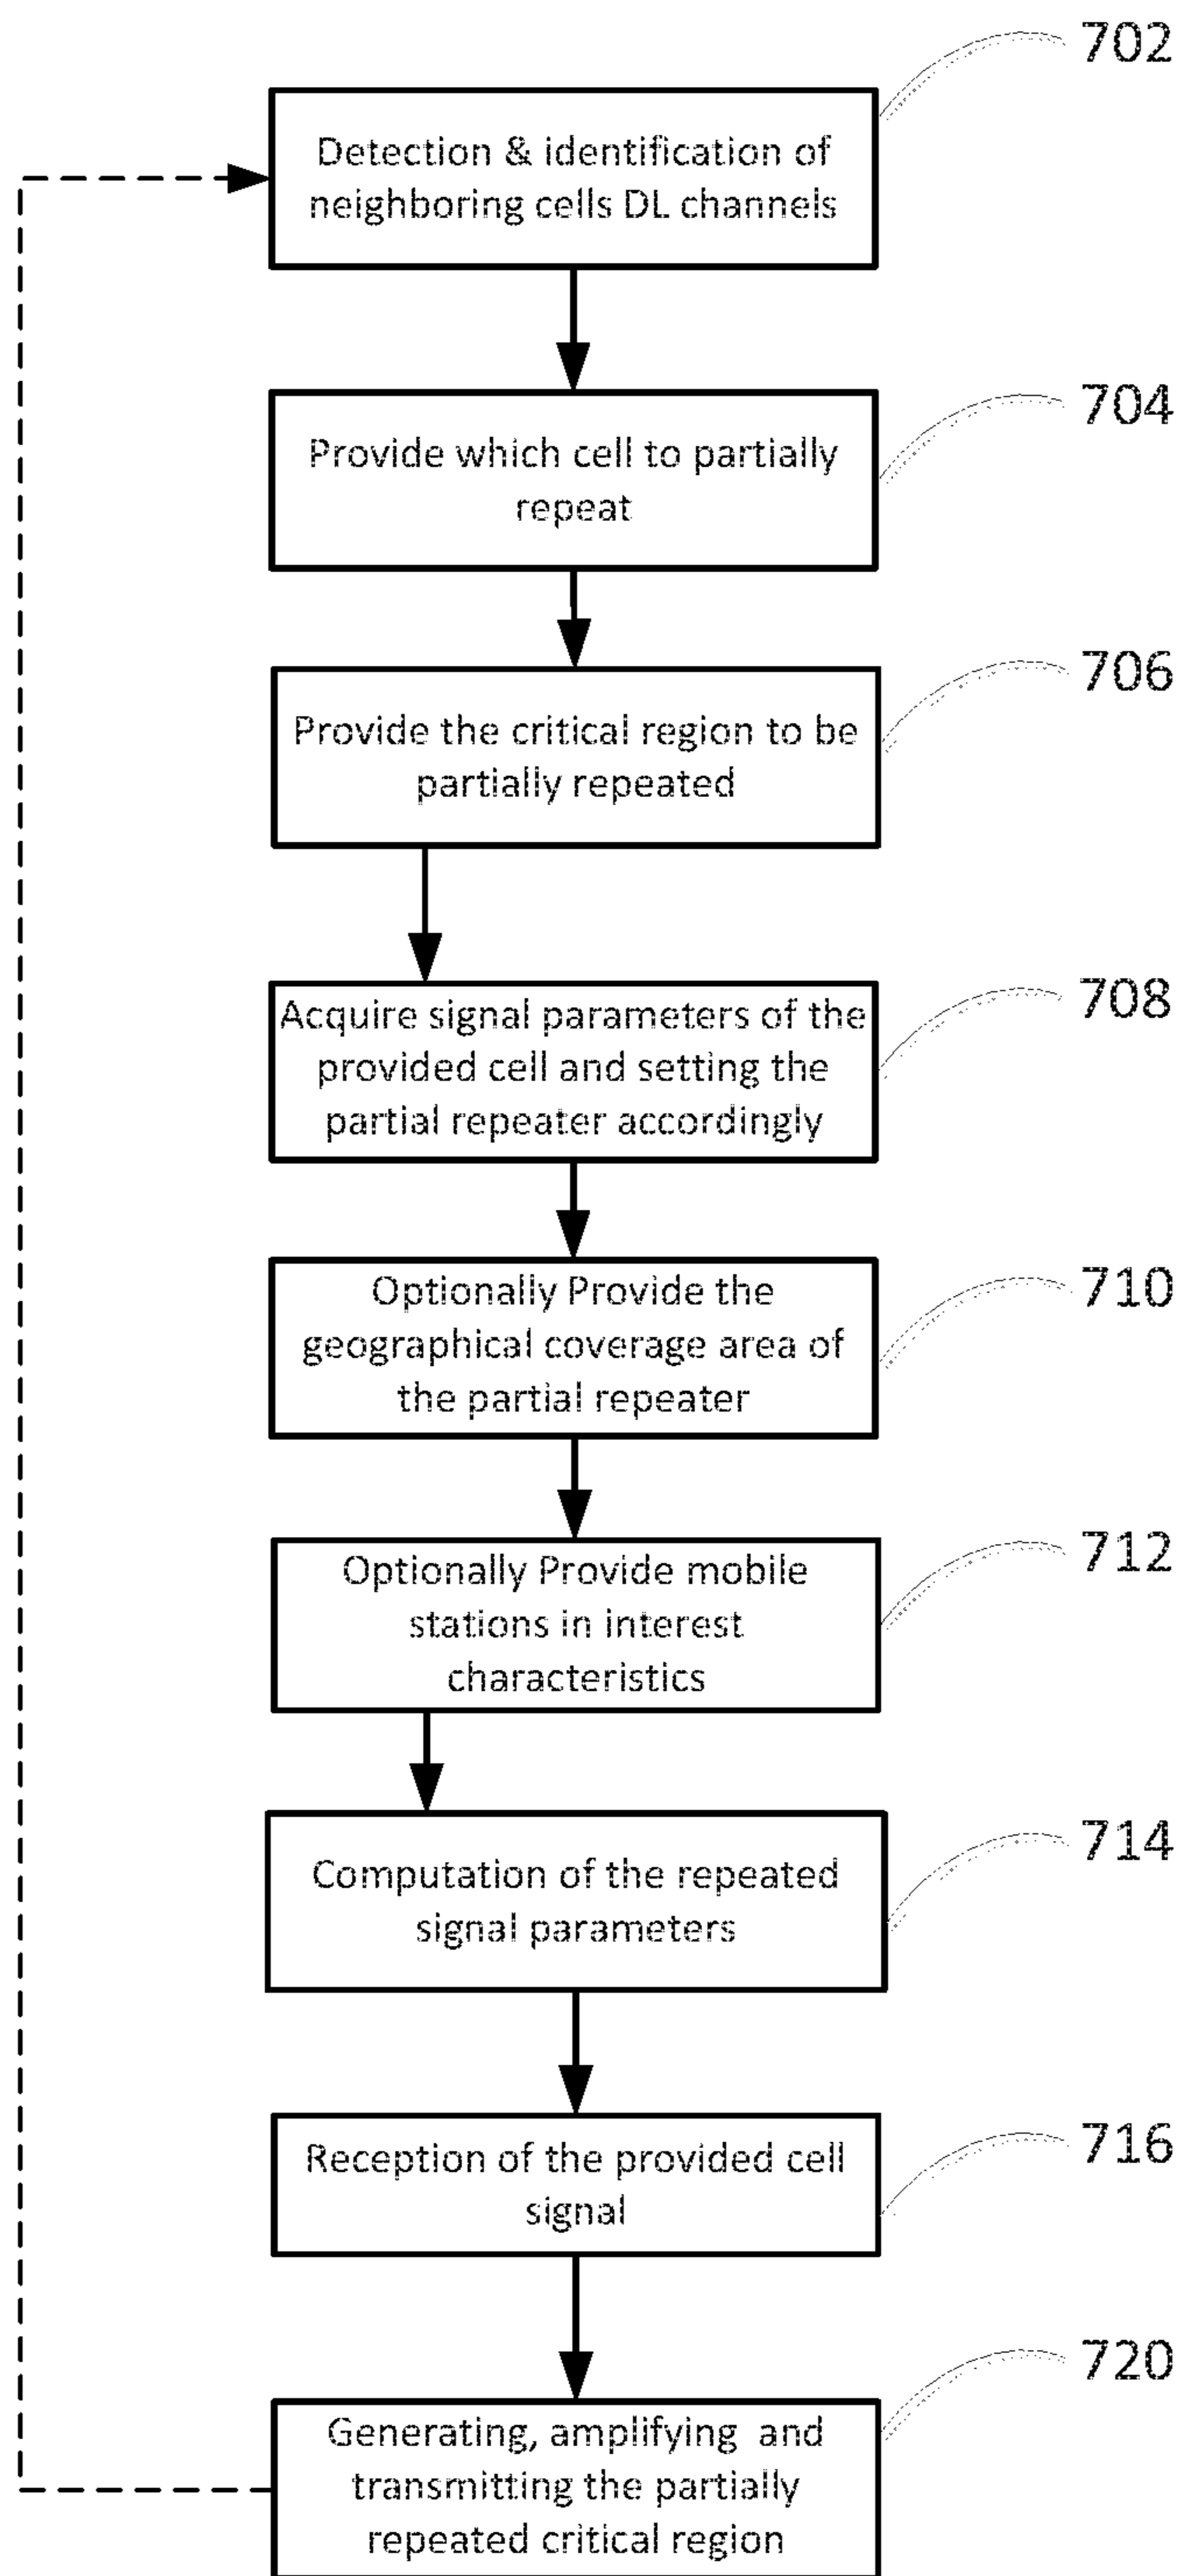 702
Detection & identification of
neighboring cells DL channels
704
Provide which cell to partially
repeat
706
Provide the critical region to be
partially repeated
708
Acquire signal parameters of the
provided cell and setting the
partial repeater accordingly
710
Optionally Provide the
geographical coverage area of
the partial repeater
712
Optionally Provide mobile
stations in interest
characteristics
714
Computation of the repeated
signal parameters
716
Reception of the provided cell
signal
720
Generating, amplifying and
transmitting the partially
repeated critical region